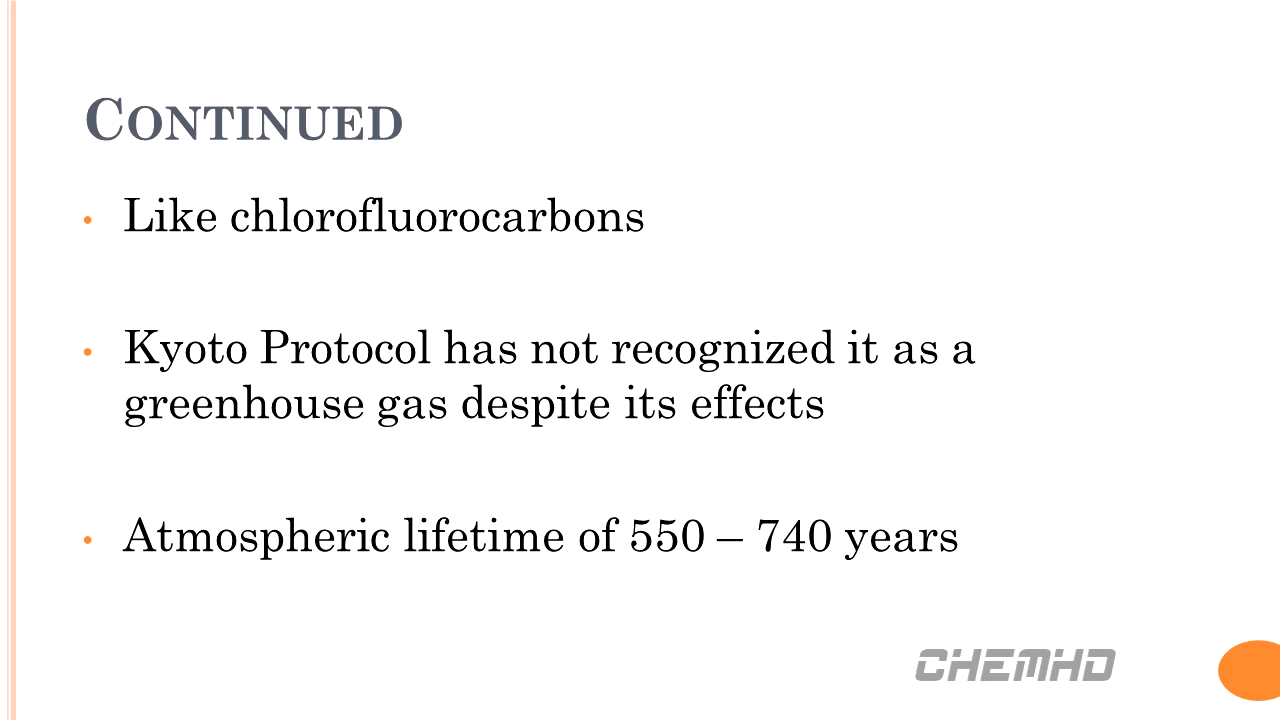 CONTINUED
• Like chlorofluorocarbons
• Kyoto Protocol has not recognized it as a
greenhouse gas despite its effects
• Atmospheric lifetime of 550 – 740 years
CHEMHD